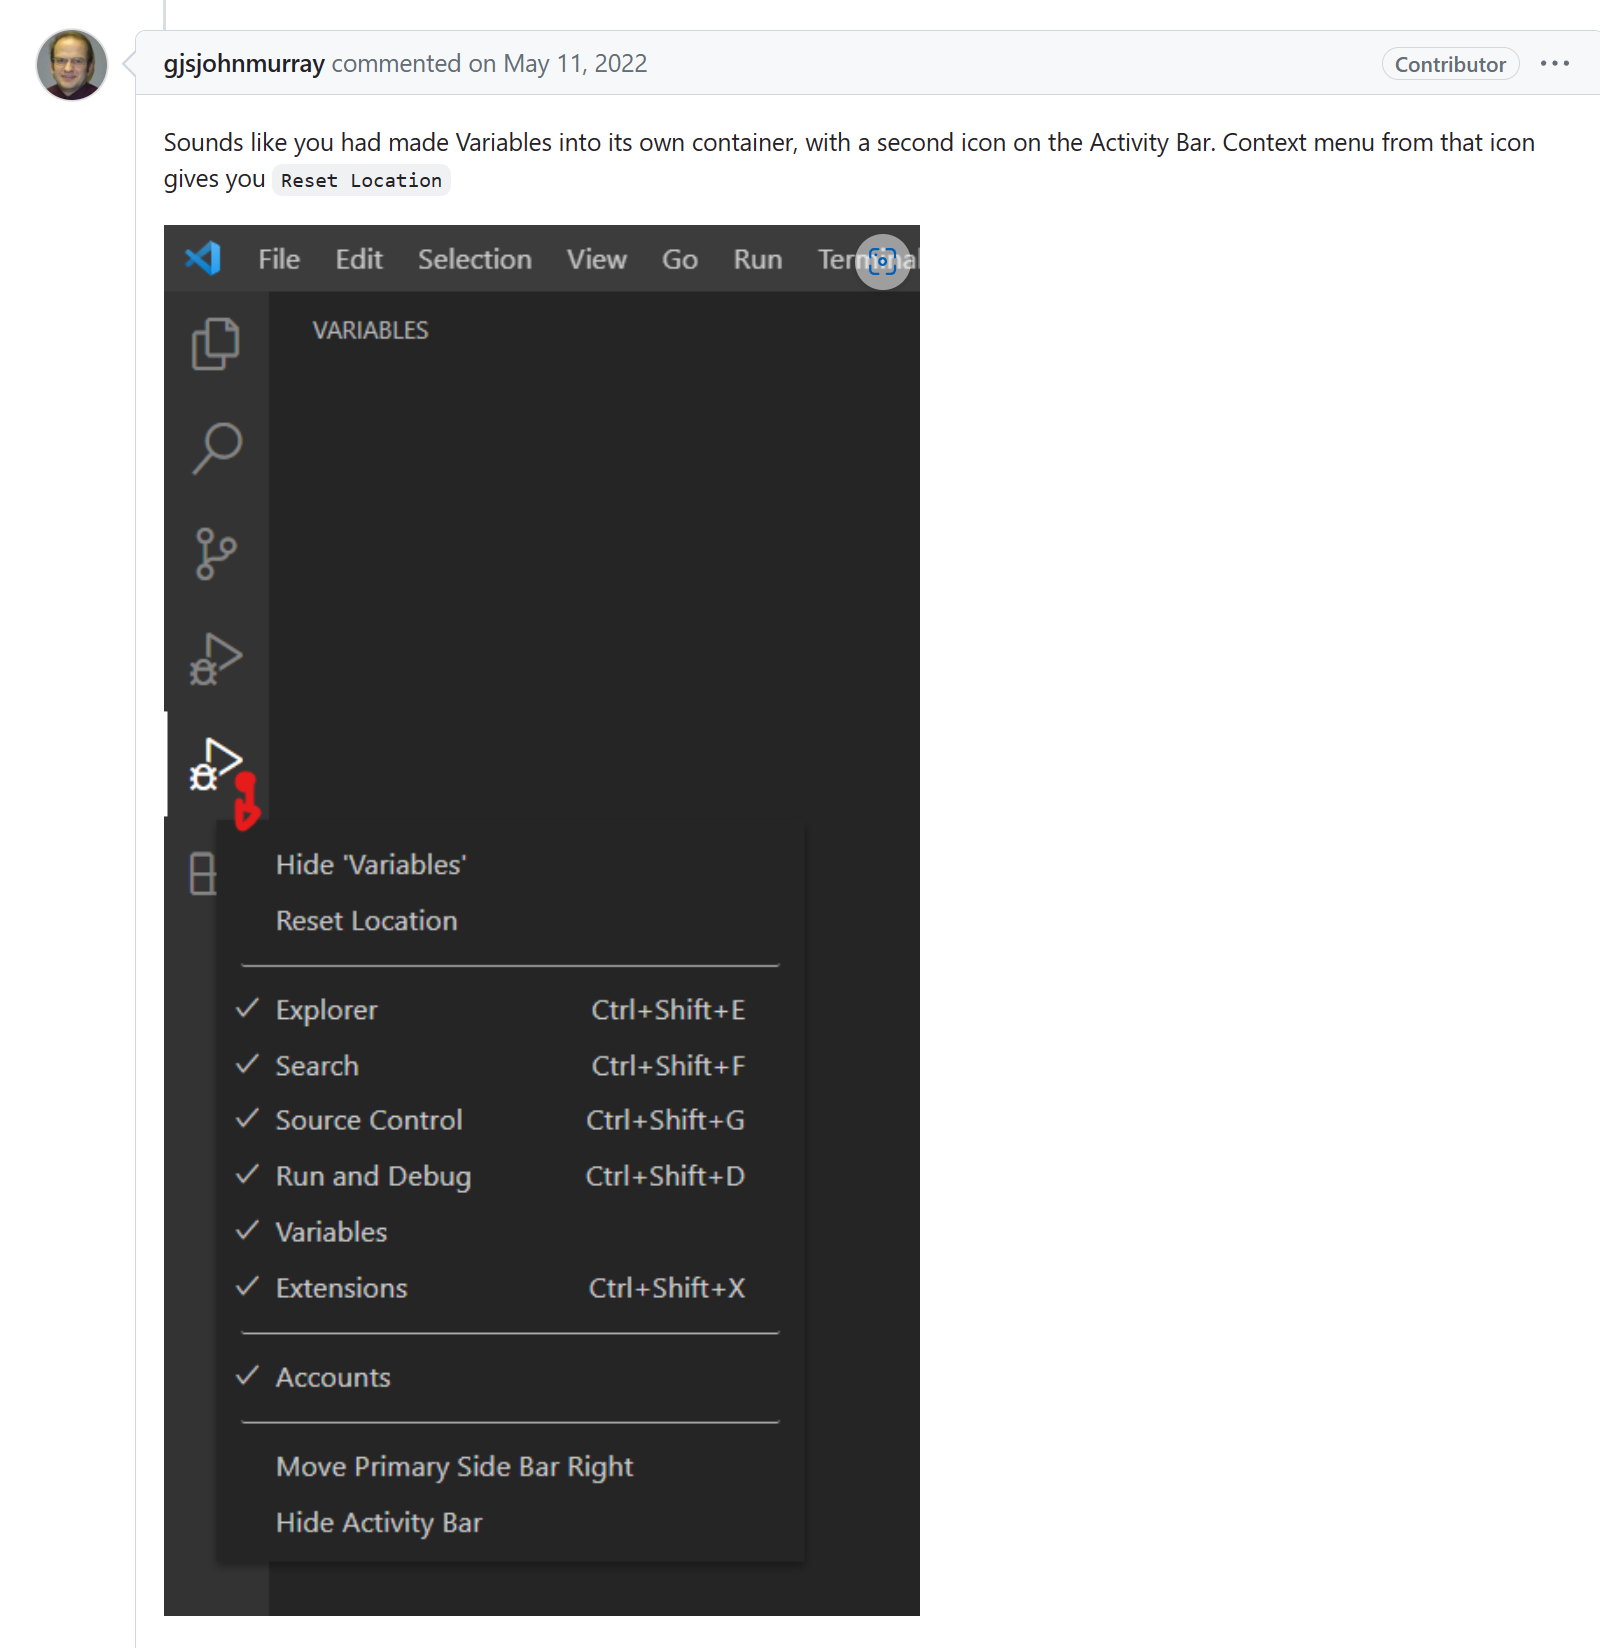 gjsjohnmurray commented on May 11, 2022
Contributor
Sounds like you had made Variables into its own container, with a second icon on the Activity Bar. Context menu from that icon
gives you Reset Location
File Edit Selection View Go Run Terminal
VARIABLES
Hide 'Variables'
Reset Location
Explorer Ctrl+Shift+E
Search Ctrl+Shift+F
Source Control Ctrl+Shift+G
Run and Debug Ctrl+Shift+D
Variables
Extensions Ctrl+Shift+X
Accounts
Move Primary Side Bar Right
Hide Activity Bar